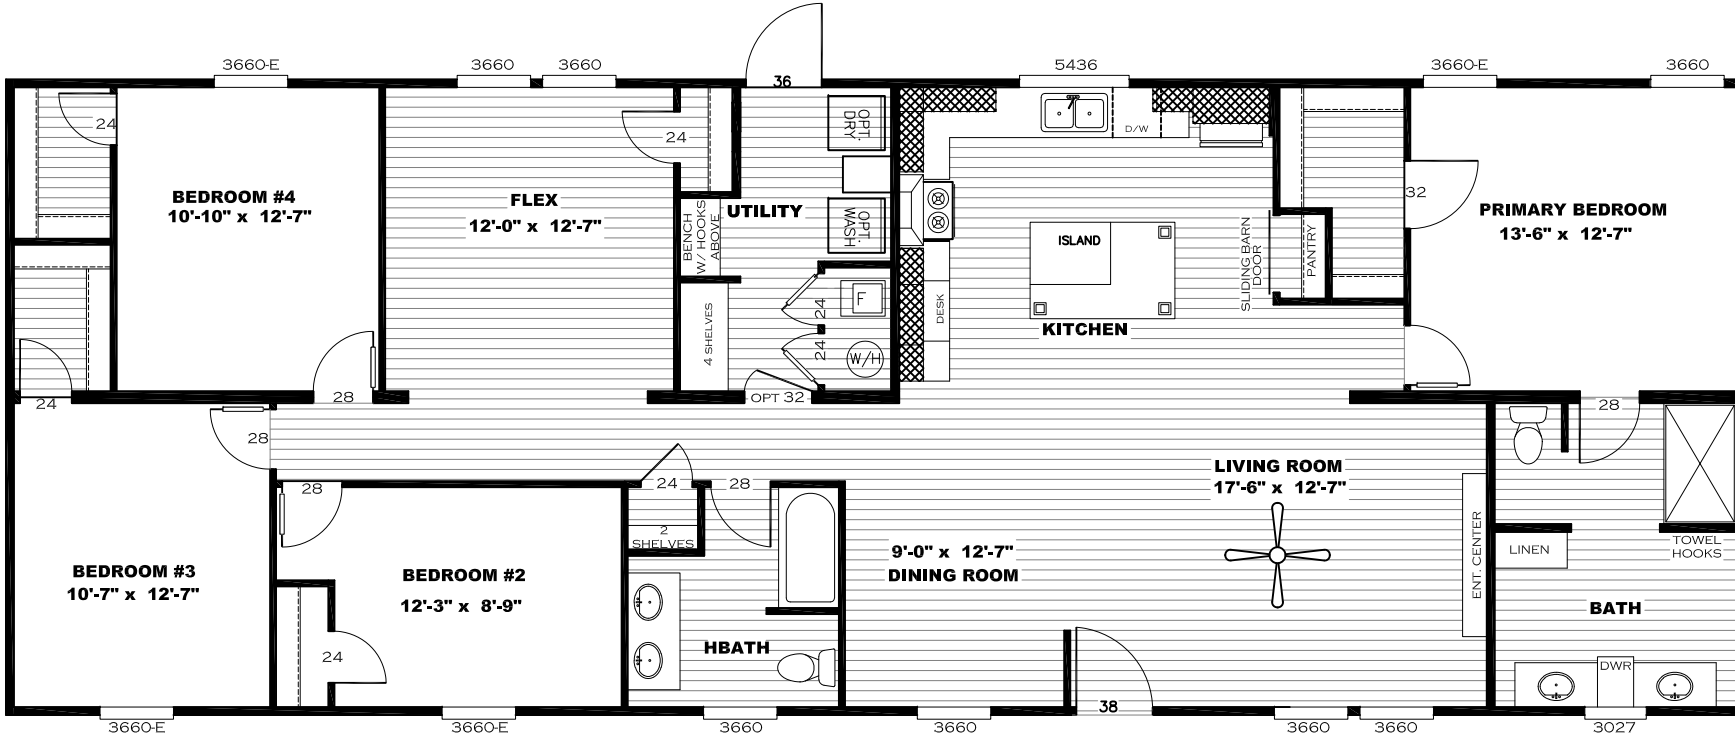 3660-E
3660
3660
36
5436
3660-E
3660
24
24
OPT.
DRY.
D/W
BEDROOM #4
10'-10" x 12'-7"
FLEX
12'-0" x 12'-7"
BENCH
W/ HOOKS
ABOVE
UTILITY
OPT.
WASH
ISLAND
SLIDING BARN
DOOR
PANTRY
32
PRIMARY BEDROOM
13'-6" x 12'-7"
4 SHELVES
24
24
F
W/H
DESK
KITCHEN
24
28
OPT 32
28
28
28
24
28
2
SHELVES
LIVING ROOM
17'-6" x 12'-7"
ENT. CENTER
LINEN
TOWEL
HOOKS
BEDROOM #3
10'-7" x 12'-7"
BEDROOM #2
12'-3" x 8'-9"
9'-0" x 12'-7"
DINING ROOM
BATH
24
HBATH
DWR
38
3660-E
3660-E
3660
3660
3660
3660
3027